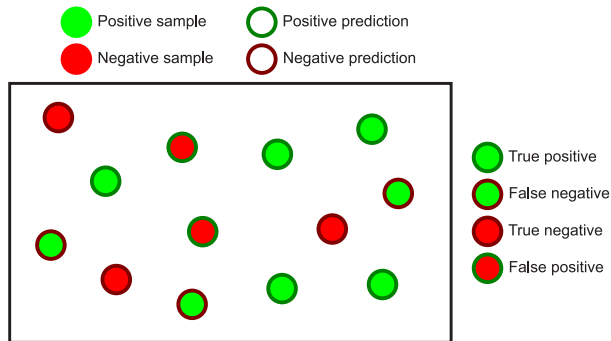 Positive sample
Positive prediction
Negative sample
Negative prediction
True positive
False negative
True negative
False positive